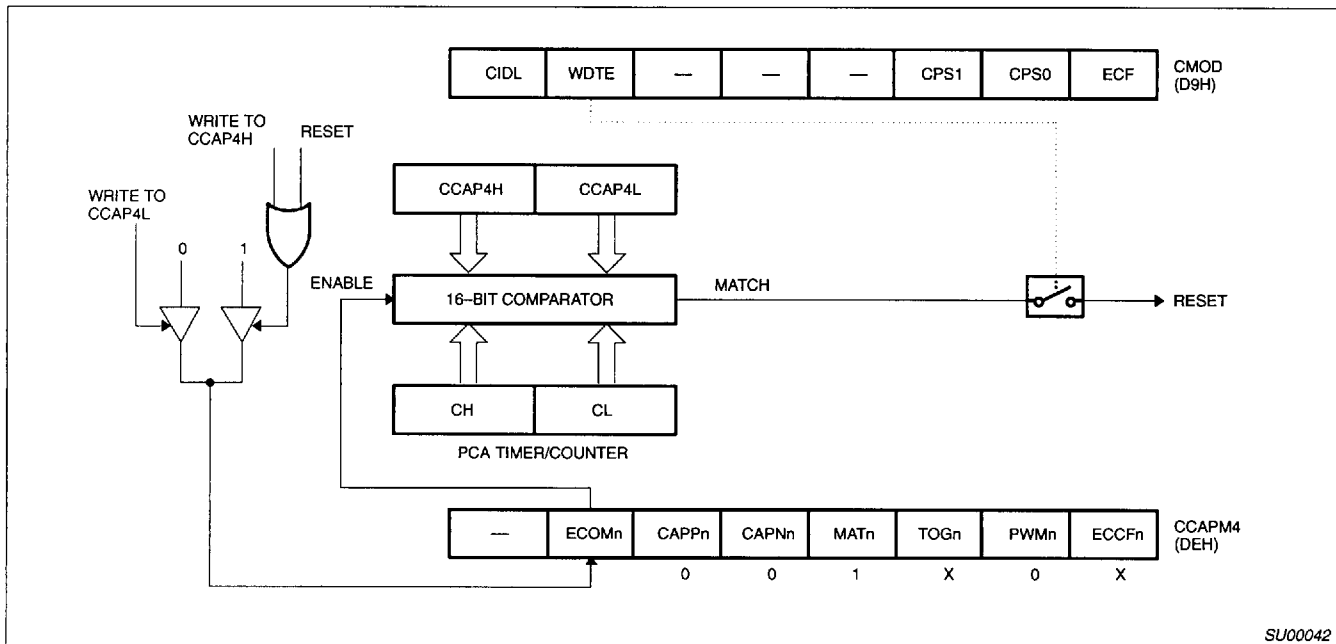 CIDL WDTE — — — CPS1 CPS0 ECF
CMOD
(D9H)
WRITE TO
CCAP4H
RESET
WRITE TO
CCAP4L
0
1
CCAP4H CCAP4L
ENABLE
16–BIT COMPARATOR
MATCH
RESET
CH CL
PCA TIMER/COUNTER
— ECOMn CAPPn CAPNn MATn TOGn PWMn ECCFn
CCAPM4
(DEH)
0 0 1 X 0 X
SU00042